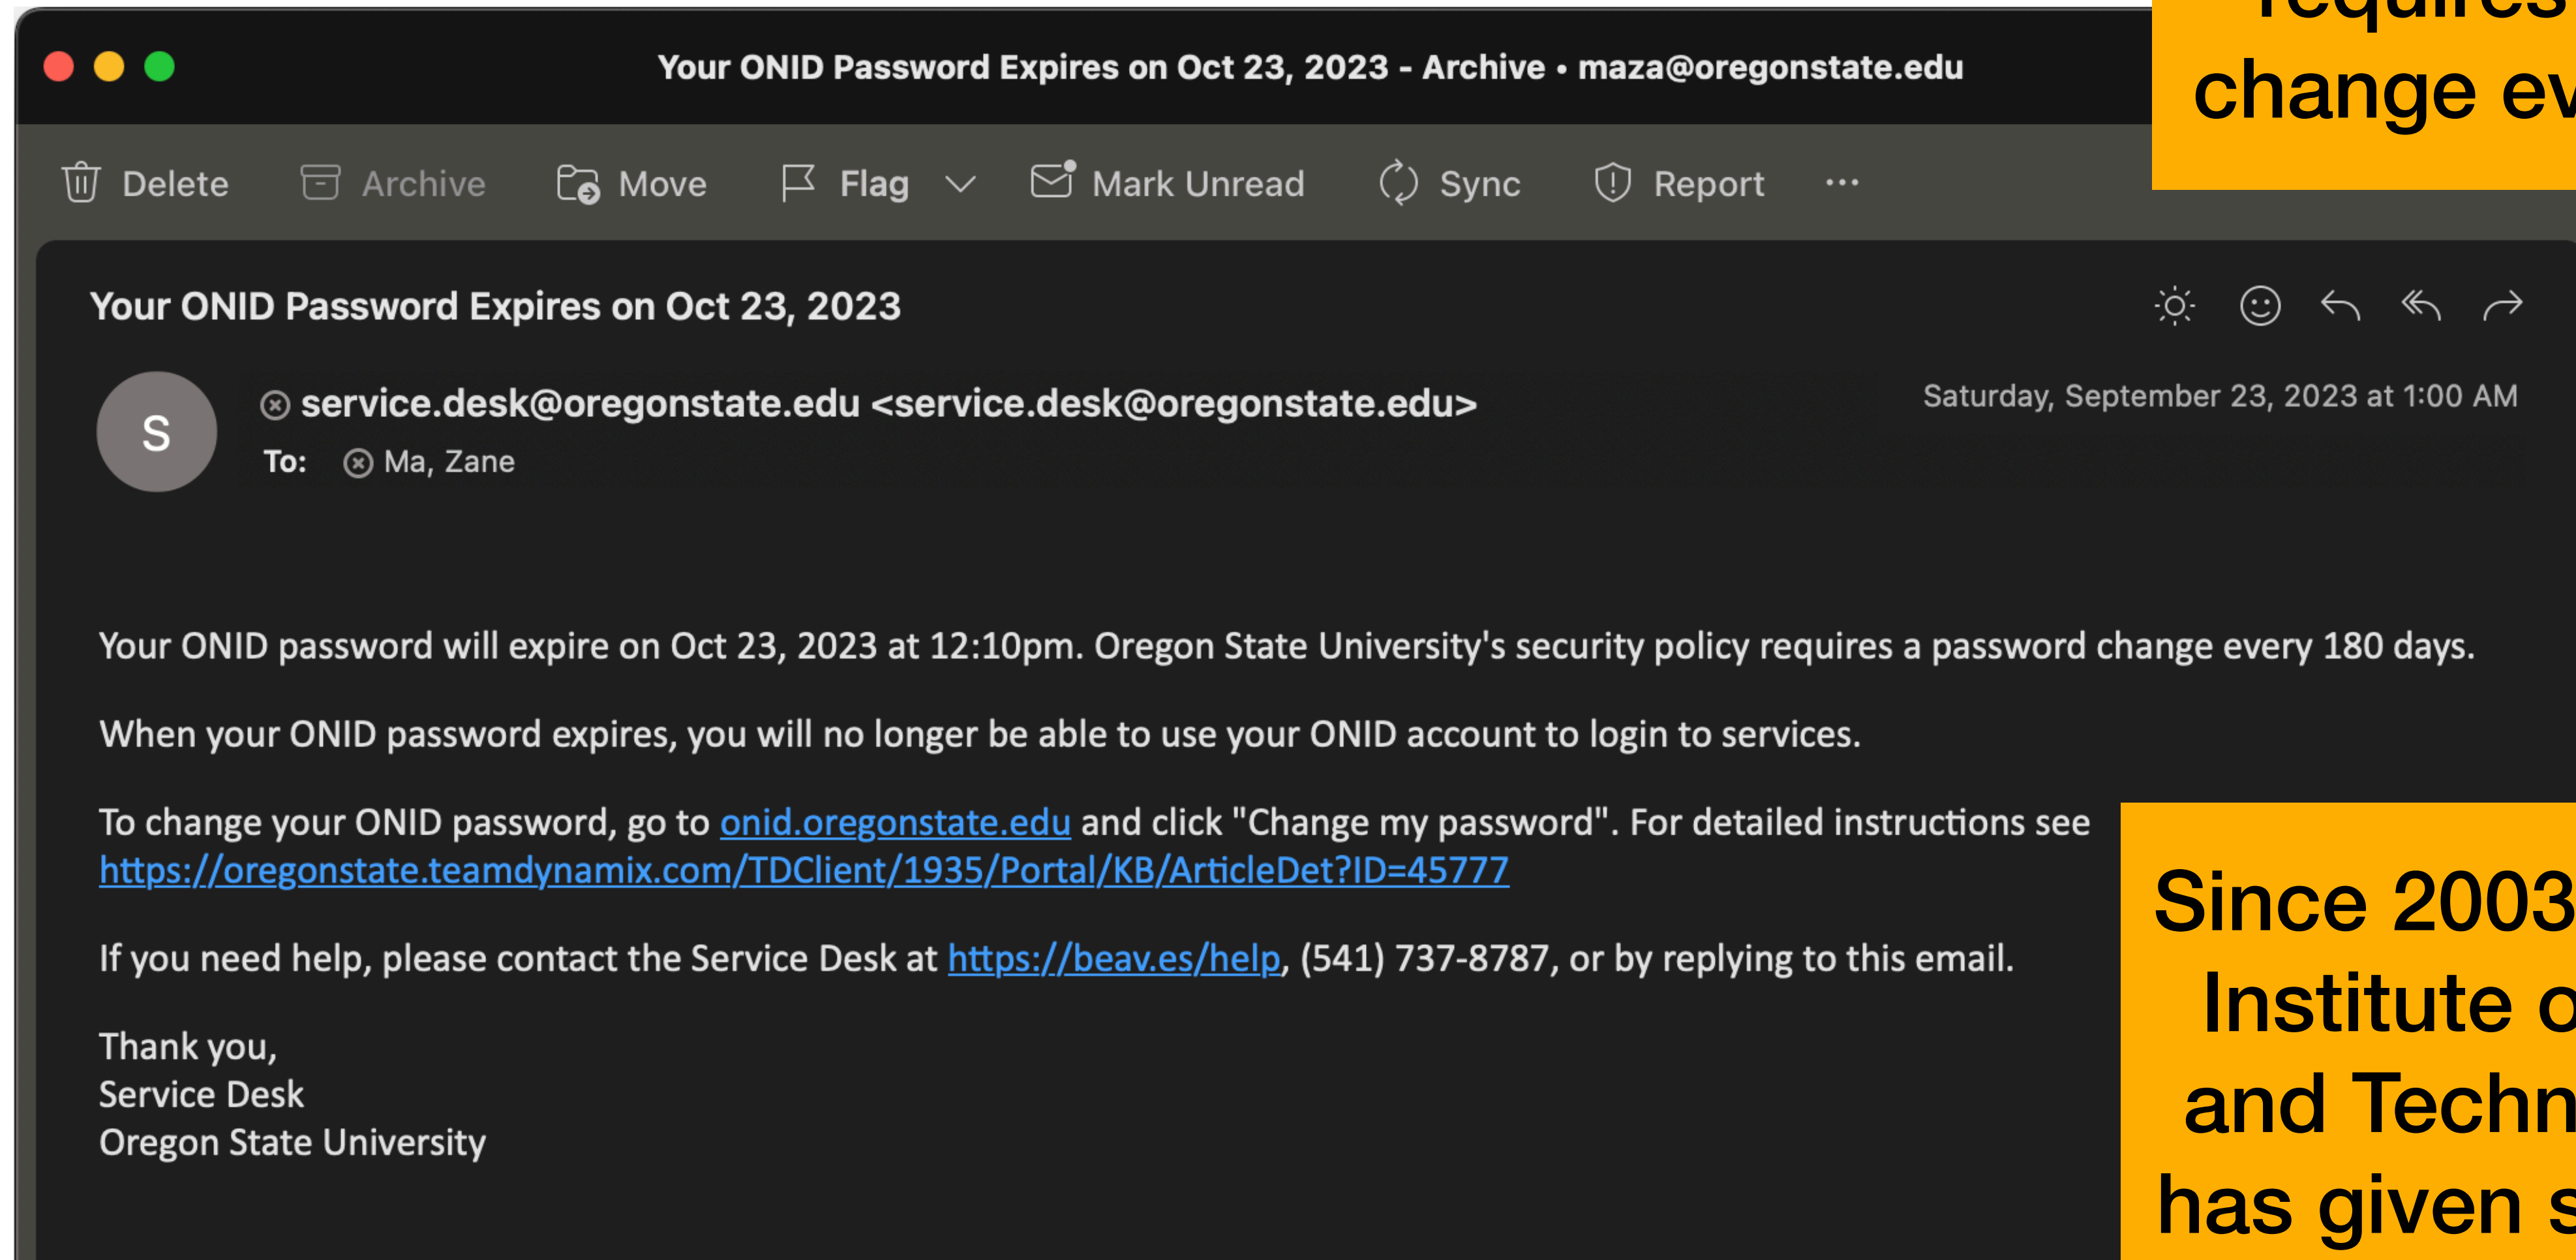 requires
change ev
Your ONID Password Expires on Oct 23, 2023 - Archive • maza@oregonstate.edu
Delete Archive Move Flag Mark Unread Sync Report ...
Your ONID Password Expires on Oct 23, 2023
S
service.desk@oregonstate.edu <service.desk@oregonstate.edu>
Saturday, September 23, 2023 at 1:00 AM
To: Ma, Zane
Your ONID password will expire on Oct 23, 2023 at 12:10pm. Oregon State University's security policy requires a password change every 180 days.
When your ONID password expires, you will no longer be able to use your ONID account to login to services.
To change your ONID password, go to onid.oregonstate.edu and click "Change my password". For detailed instructions see
https://oregonstate.teamdynamix.com/TDClient/1935/Portal/KB/ArticleDet?ID=45777
If you need help, please contact the Service Desk at https://beav.es/help, (541) 737-8787, or by replying to this email.
Thank you,
Service Desk
Oregon State University
Since 2003
Institute o
and Techn
has given s